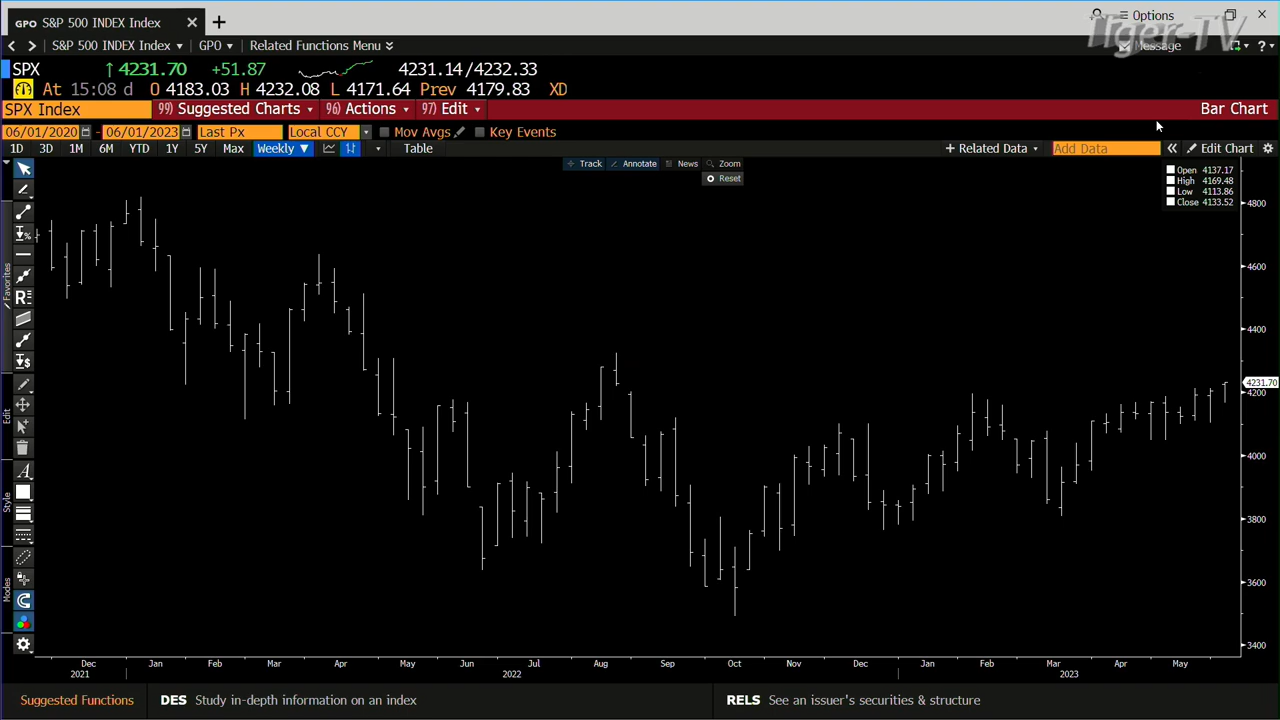 GPO S&P 500 INDEX Index × +
Options
Tiger-TV
S&P 500 INDEX Index GPO Related Functions Menu
Message ?
SPX ↑ 4231.70 +51.87 4231.14/4232.33
At 15:08 d O 4183.03 H 4232.08 L 4171.64 Prev 4179.83 XD
SPX Index 99) Suggested Charts 96) Actions 97) Edit Bar Chart
06/01/2020 - 06/01/2023 Last Px Local CCY Mov Avgs Key Events
1D 3D 1M 6M YTD 1Y 5Y Max Weekly ▼ Table + Related Data Add Data « Edit Chart
Track Annotate News Zoom
Reset
Open 4137.17
High 4169.48
Low 4113.86
Close 4133.52
4800
4600
4400
4231.70
4200
4000
3800
3600
3400
Favorites
Edit
Style
Modes
Dec Jan Feb Mar Apr May Jun Jul Aug Sep Oct Nov Dec Jan Feb Mar Apr May
2021 2022 2023
Suggested Functions DES Study in-depth information on an index RELS See an issuer's securities & structure